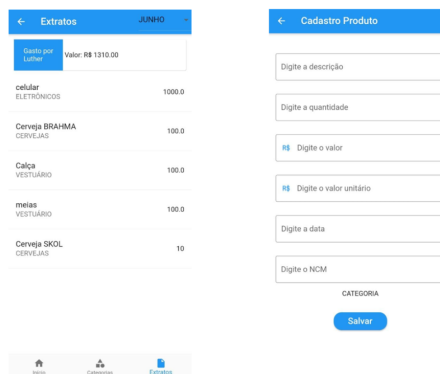 ← Extratos JUNHO
Gasto por
Luther
Valor: R$ 1310.00
celular
ELETRÔNICOS
1000.0
Cerveja BRAHMA
CERVEJAS
100.0
Calça
VESTUÁRIO
100.0
meias
VESTUÁRIO
100.0
Cerveja SKOL
CERVEJAS
10
Início Categorias Extratos
← Cadastro Produto
Digite a descrição
Digite a quantidade
R$ Digite o valor
R$ Digite o valor unitário
Digite a data
Digite o NCM
CATEGORIA
Salvar